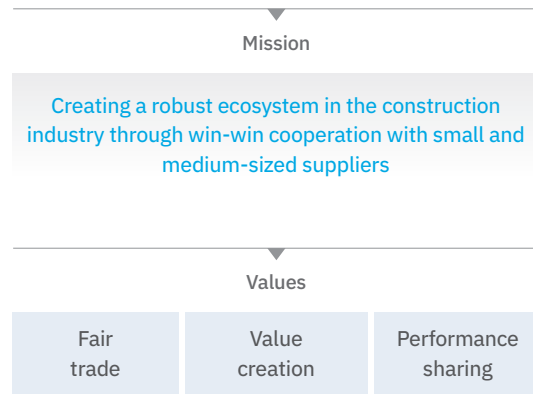 Mission
Creating a robust ecosystem in the construction
industry through win-win cooperation with small and
medium-sized suppliers
Values
Fair
trade
Value
creation
Performance
sharing